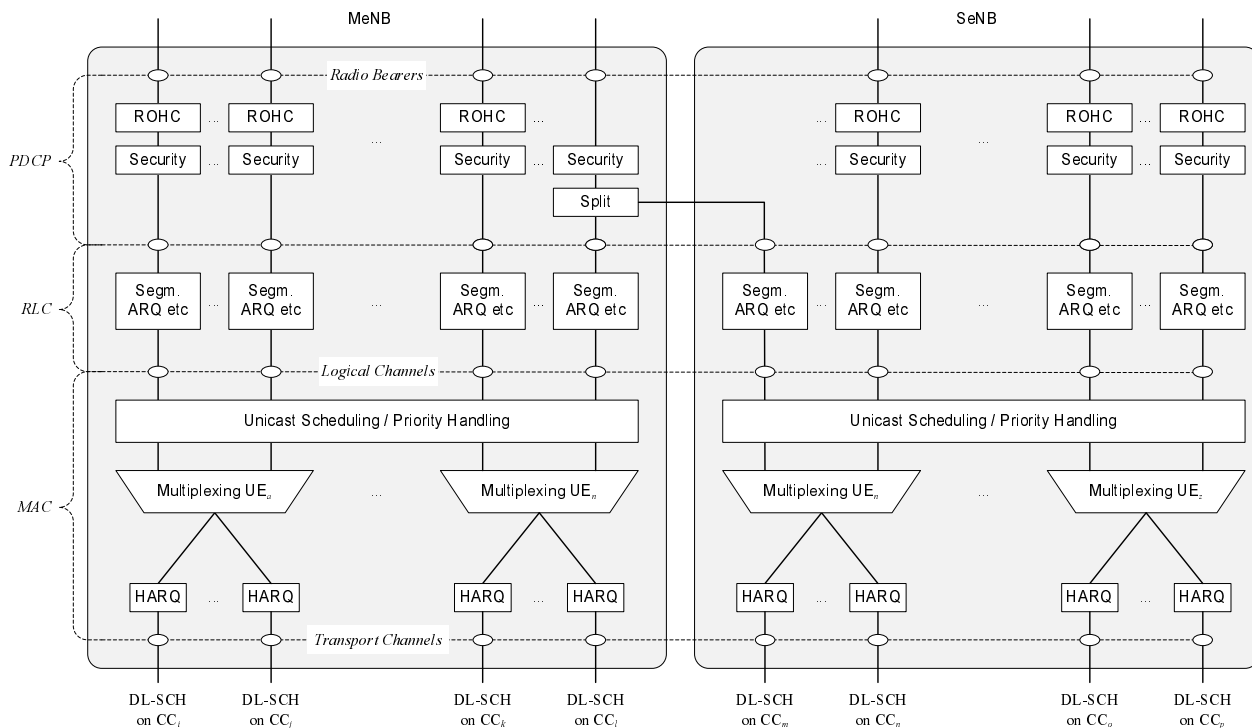 MeNB
SeNB
Radio Bearers
ROHC ... ROHC ROHC ... ... ROHC ROHC ROHC
... ...
PDCP
Security ... Security Security ... Security ... Security Security Security
Split
RLC
Segm. Segm. Segm. Segm. Segm. Segm. Segm. Segm.
ARQ etc ... ARQ etc ... ARQ etc ... ARQ etc ARQ etc ... ARQ etc ... ARQ etc ... ARQ etc
Logical Channels
Unicast Scheduling / Priority Handling Unicast Scheduling / Priority Handling
MAC
Multiplexing UEa ... Multiplexing UEn Multiplexing UEn ... Multiplexing UEz
HARQ ... HARQ ... HARQ ... HARQ HARQ ... HARQ ... HARQ ... HARQ
Transport Channels
DL-SCH DL-SCH DL-SCH DL-SCH DL-SCH DL-SCH DL-SCH DL-SCH
on CCi on CCj on CCk on CCl on CCm on CCn on CCo on CCp